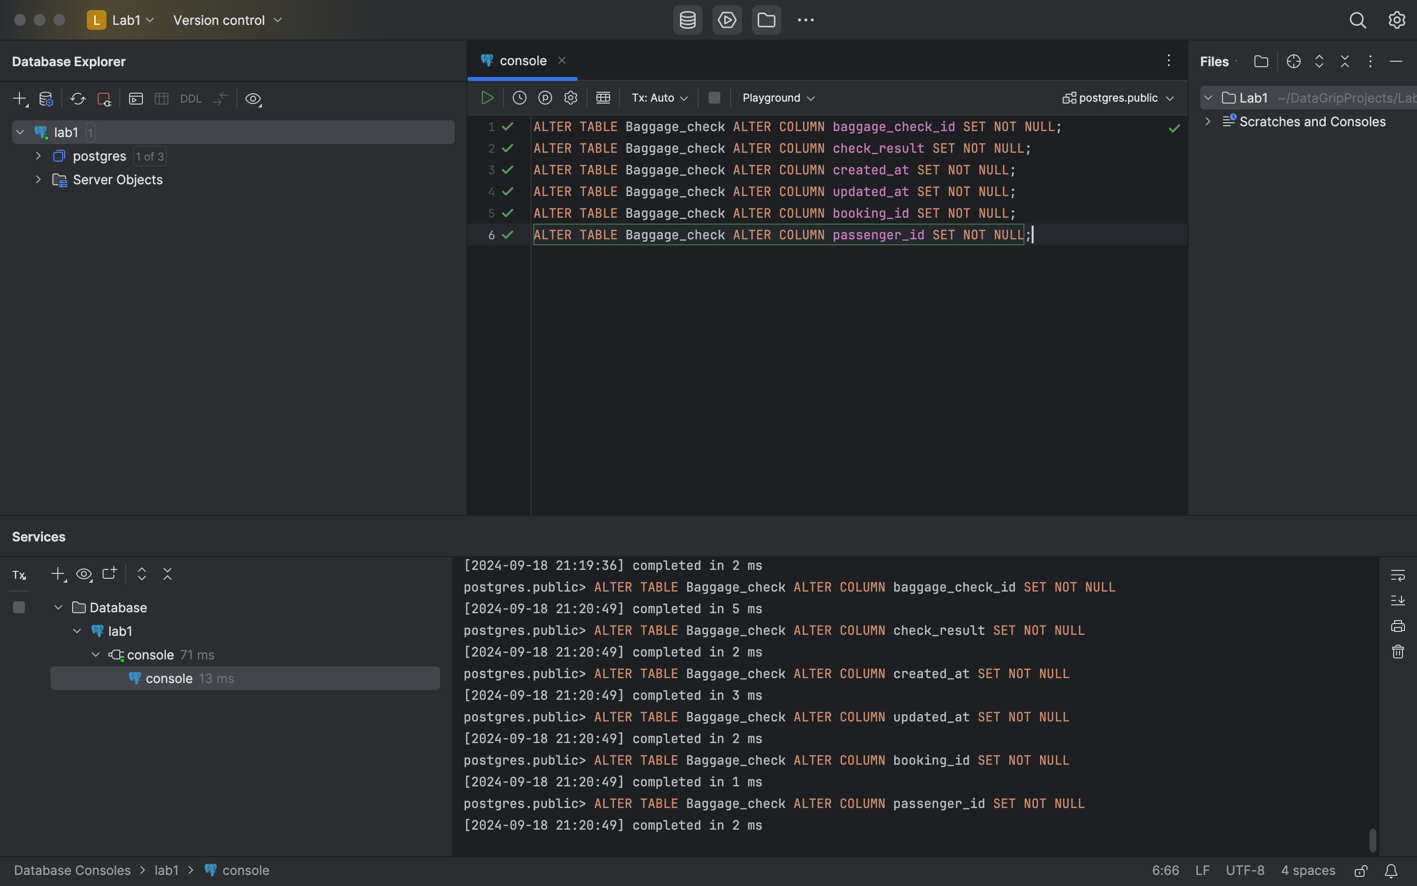 L Lab1 Version control
Database Explorer
console
Files
DDL
Tx: Auto Playground postgres.public
Lab1 ~/DataGripProjects/Lab
Scratches and Consoles
lab1 1
postgres 1 of 3
Server Objects
1 ALTER TABLE Baggage_check ALTER COLUMN baggage_check_id SET NOT NULL;
2 ALTER TABLE Baggage_check ALTER COLUMN check_result SET NOT NULL;
3 ALTER TABLE Baggage_check ALTER COLUMN created_at SET NOT NULL;
4 ALTER TABLE Baggage_check ALTER COLUMN updated_at SET NOT NULL;
5 ALTER TABLE Baggage_check ALTER COLUMN booking_id SET NOT NULL;
6 ALTER TABLE Baggage_check ALTER COLUMN passenger_id SET NOT NULL;
Services
Tx
Database
lab1
console 71 ms
console 13 ms
[2024-09-18 21:19:36] completed in 2 ms
postgres.public> ALTER TABLE Baggage_check ALTER COLUMN baggage_check_id SET NOT NULL
[2024-09-18 21:20:49] completed in 5 ms
postgres.public> ALTER TABLE Baggage_check ALTER COLUMN check_result SET NOT NULL
[2024-09-18 21:20:49] completed in 2 ms
postgres.public> ALTER TABLE Baggage_check ALTER COLUMN created_at SET NOT NULL
[2024-09-18 21:20:49] completed in 3 ms
postgres.public> ALTER TABLE Baggage_check ALTER COLUMN updated_at SET NOT NULL
[2024-09-18 21:20:49] completed in 2 ms
postgres.public> ALTER TABLE Baggage_check ALTER COLUMN booking_id SET NOT NULL
[2024-09-18 21:20:49] completed in 1 ms
postgres.public> ALTER TABLE Baggage_check ALTER COLUMN passenger_id SET NOT NULL
[2024-09-18 21:20:49] completed in 2 ms
Database Consoles > lab1 > console
6:66 LF UTF-8 4 spaces